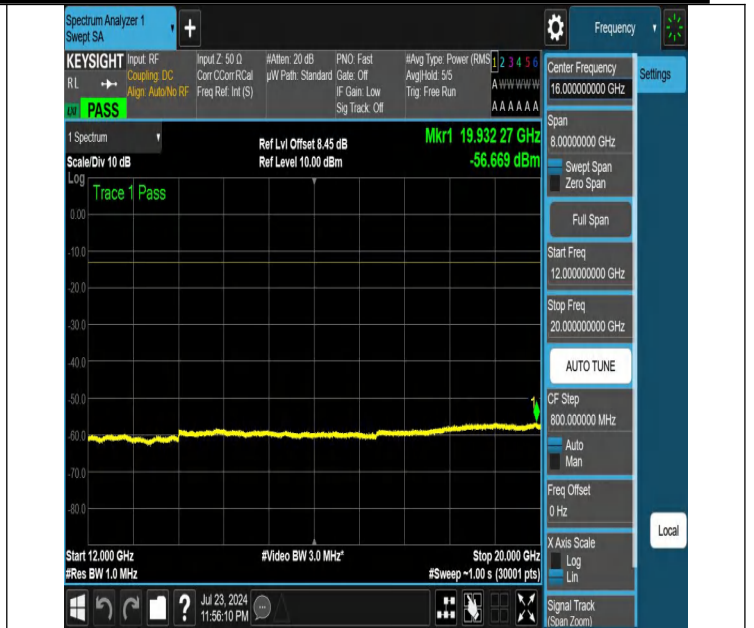 Spectrum Analyzer 1
Swept SA
+
Frequency
KEYSIGHT
RL
LXI PASS
Input: RF
Coupling: DC
Align: Auto/No RF
Input Z: 50 Ω
Corr CCorr RCal
Freq Ref: Int (S)
#Atten: 20 dB
µW Path: Standard
PNO: Fast
Gate: Off
IF Gain: Low
Sig Track: Off
#Avg Type: Power (RMS
Avg|Hold: 5/5
Trig: Free Run
1 2 3 4 5 6
A W W W W W
A A A A A A
1 Spectrum
Scale/Div 10 dB
Ref Lvl Offset 8.45 dB
Ref Level 10.00 dBm
Mkr1 19.932 27 GHz
-56.669 dBm
Log
Trace 1 Pass
0.00
-10.0
-20.0
-30.0
-40.0
-50.0
-60.0
-70.0
-80.0
1
Start 12.000 GHz
#Res BW 1.0 MHz
#Video BW 3.0 MHz*
Stop 20.000 GHz
#Sweep ~1.00 s (30001 pts)
Center Frequency
16.000000000 GHz
Settings
Span
8.00000000 GHz
Swept Span
Zero Span
Full Span
Start Freq
12.000000000 GHz
Stop Freq
20.000000000 GHz
AUTO TUNE
CF Step
800.000000 MHz
Auto
Man
Freq Offset
0 Hz
X Axis Scale
Log
Lin
Local
Signal Track
(Span Zoom)
?
Jul 23, 2024
11:56:10 PM